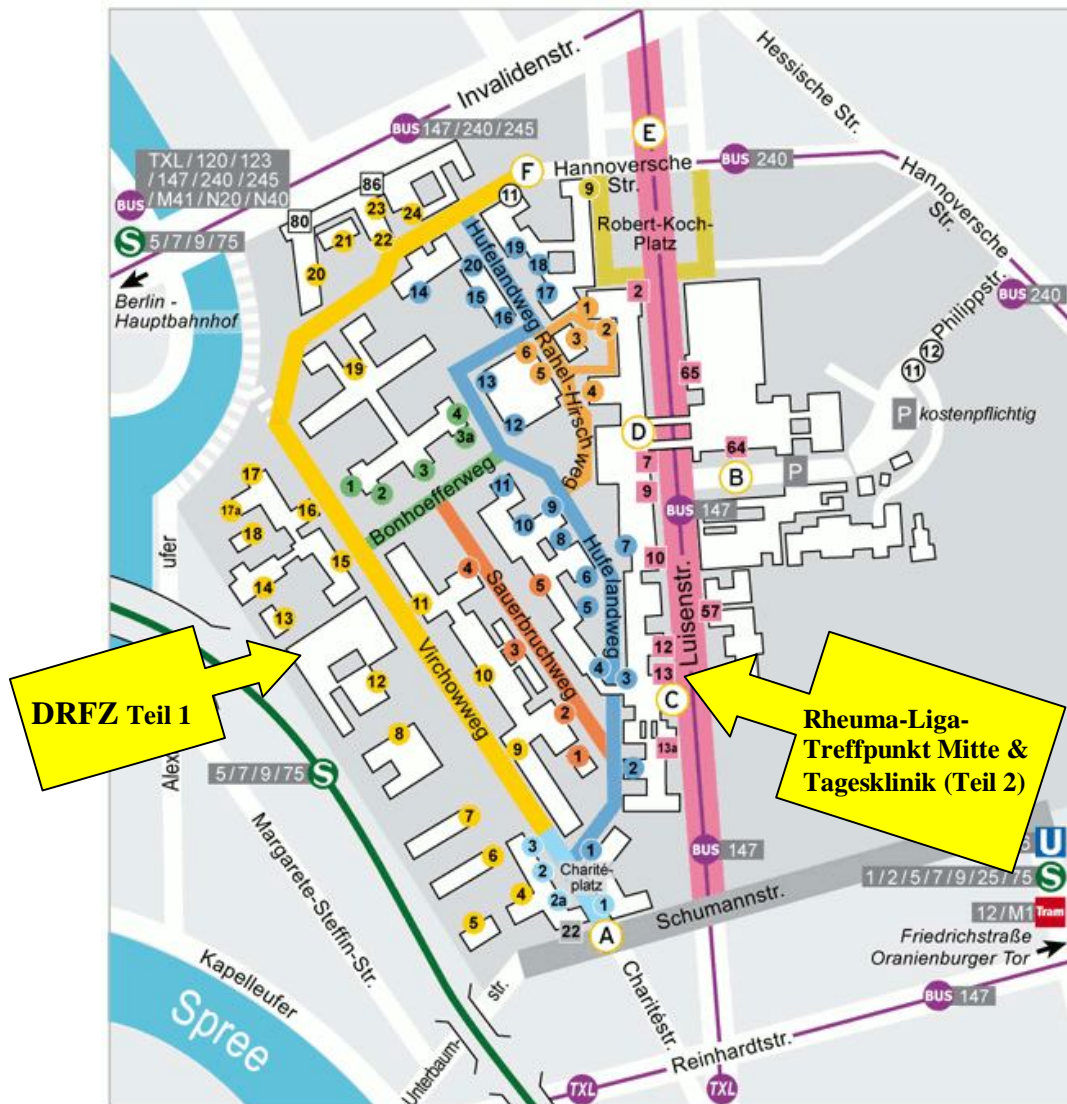 Invalidenstr.
BUS 147/240/245
Hessische Str.
E
TXL/120/123
/147/240/245
BUS /M41/N20/N40
S 5/7/9/75
Berlin -
Hauptbahnhof
F
Hannoversche
Str.
BUS 240
Hannoversche
Str.
86
80
23
24
22
21
20
11
9
Robert-Koch-
Platz
Hufelandweg
19
18
17
20
15
16
14
2
BUS 240
Philippstr.
12
11
P kostenpflichtig
1
2
3
6
5
4
Rahel-Hirsch weg
65
19
13
12
4
3a
3
1
2
Bonhoefferweg
D
64
7
9
B
P
BUS 147
17
17a
18
16
15
14
13
11
10
9
8
7
6
5
5
4
3
Hufelandweg
10
57
12
13
C
13a
Luisenstr.
ufer
11
4
5
Sauerbruchweg
3
2
1
10
9
Virchowweg
12
8
7
6
4
5
DRFZ Teil 1
Rheuma-Liga-
Treffpunkt Mitte &
Tagesklinik (Teil 2)
Alex
5/7/9/75 S
Margarete-Steffin-Str.
2
1
3
2
2a
Charité-
platz
1
22
A
BUS 147
Schumannstr.
6 U
1/2/5/7/9/25/75 S
12/M1 Tram
Friedrichstraße
Oranienburger Tor
Kapelleufer
Spree
str.
Unterbaum-
Charitéstr.
BUS 147
Reinhardtstr.
TXL
TXL